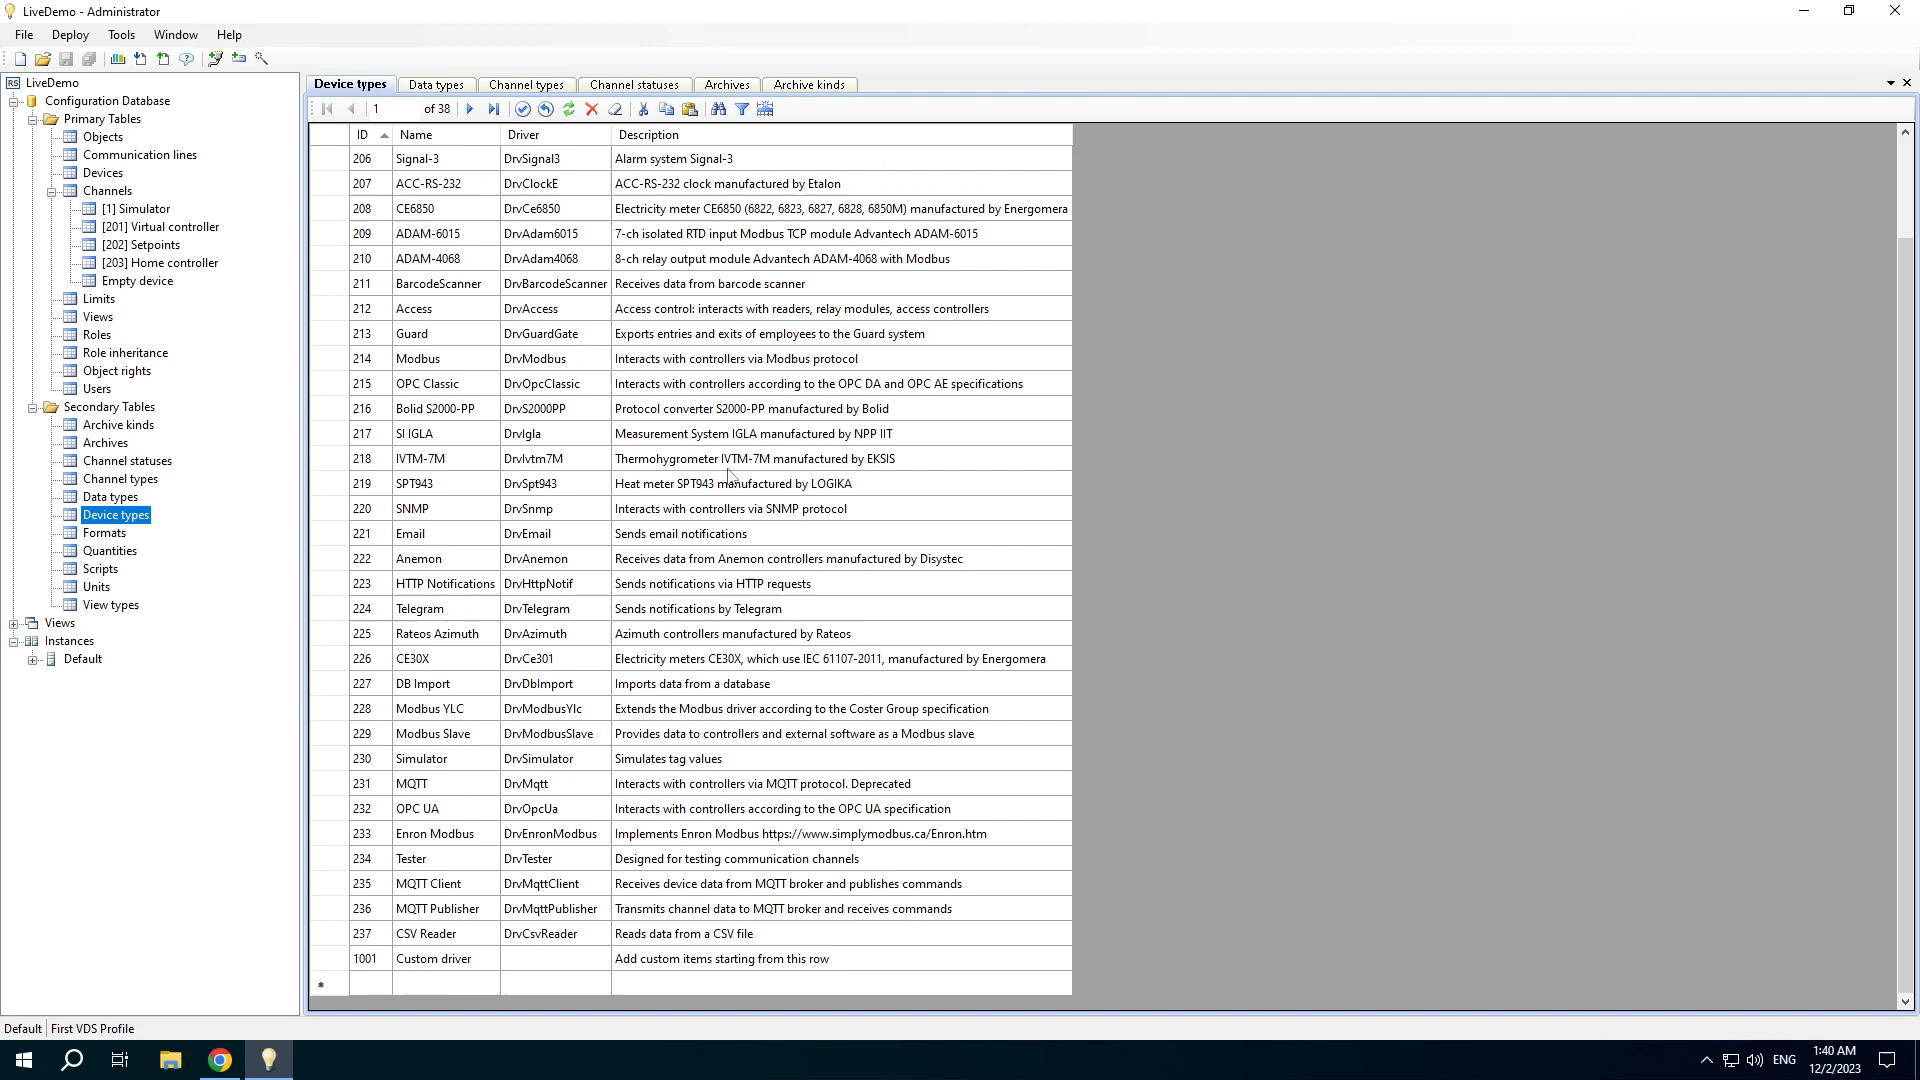 LiveDemo - Administrator
File Deploy Tools Window Help
LiveDemo
Configuration Database
Primary Tables
Objects
Communication lines
Devices
Channels
[1] Simulator
[201] Virtual controller
[202] Setpoints
[203] Home controller
Empty device
Limits
Views
Roles
Role inheritance
Object rights
Users
Secondary Tables
Archive kinds
Archives
Channel statuses
Channel types
Data types
Device types
Formats
Quantities
Scripts
Units
View types
Views
Instances
Default
Device types Data types Channel types Channel statuses Archives Archive kinds
1 of 38
ID Name Driver Description
206 Signal-3 DrvSignal3 Alarm system Signal-3
207 ACC-RS-232 DrvClockE ACC-RS-232 clock manufactured by Etalon
208 CE6850 DrvCe6850 Electricity meter CE6850 (6822, 6823, 6827, 6828, 6850M) manufactured by Energomera
209 ADAM-6015 DrvAdam6015 7-ch isolated RTD input Modbus TCP module Advantech ADAM-6015
210 ADAM-4068 DrvAdam4068 8-ch relay output module Advantech ADAM-4068 with Modbus
211 BarcodeScanner DrvBarcodeScanner Receives data from barcode scanner
212 Access DrvAccess Access control: interacts with readers, relay modules, access controllers
213 Guard DrvGuardGate Exports entries and exits of employees to the Guard system
214 Modbus DrvModbus Interacts with controllers via Modbus protocol
215 OPC Classic DrvOpcClassic Interacts with controllers according to the OPC DA and OPC AE specifications
216 Bolid S2000-PP DrvS2000PP Protocol converter S2000-PP manufactured by Bolid
217 SI IGLA DrvIgla Measurement System IGLA manufactured by NPP IIT
218 IVTM-7M DrvIvtm7M Thermohygrometer IVTM-7M manufactured by EKSIS
219 SPT943 DrvSpt943 Heat meter SPT943 manufactured by LOGIKA
220 SNMP DrvSnmp Interacts with controllers via SNMP protocol
221 Email DrvEmail Sends email notifications
222 Anemon DrvAnemon Receives data from Anemon controllers manufactured by Disystec
223 HTTP Notifications DrvHttpNotif Sends notifications via HTTP requests
224 Telegram DrvTelegram Sends notifications by Telegram
225 Rateos Azimuth DrvAzimuth Azimuth controllers manufactured by Rateos
226 CE30X DrvCe301 Electricity meters CE30X, which use IEC 61107-2011, manufactured by Energomera
227 DB Import DrvDbImport Imports data from a database
228 Modbus YLC DrvModbusYlc Extends the Modbus driver according to the Coster Group specification
229 Modbus Slave DrvModbusSlave Provides data to controllers and external software as a Modbus slave
230 Simulator DrvSimulator Simulates tag values
231 MQTT DrvMqtt Interacts with controllers via MQTT protocol. Deprecated
232 OPC UA DrvOpcUa Interacts with controllers according to the OPC UA specification
233 Enron Modbus DrvEnronModbus Implements Enron Modbus https://www.simplymodbus.ca/Enron.htm
234 Tester DrvTester Designed for testing communication channels
235 MQTT Client DrvMqttClient Receives device data from MQTT broker and publishes commands
236 MQTT Publisher DrvMqttPublisher Transmits channel data to MQTT broker and receives commands
237 CSV Reader DrvCsvReader Reads data from a CSV file
1001 Custom driver Add custom items starting from this row
Default First VDS Profile
ENG
1:40 AM
12/2/2023